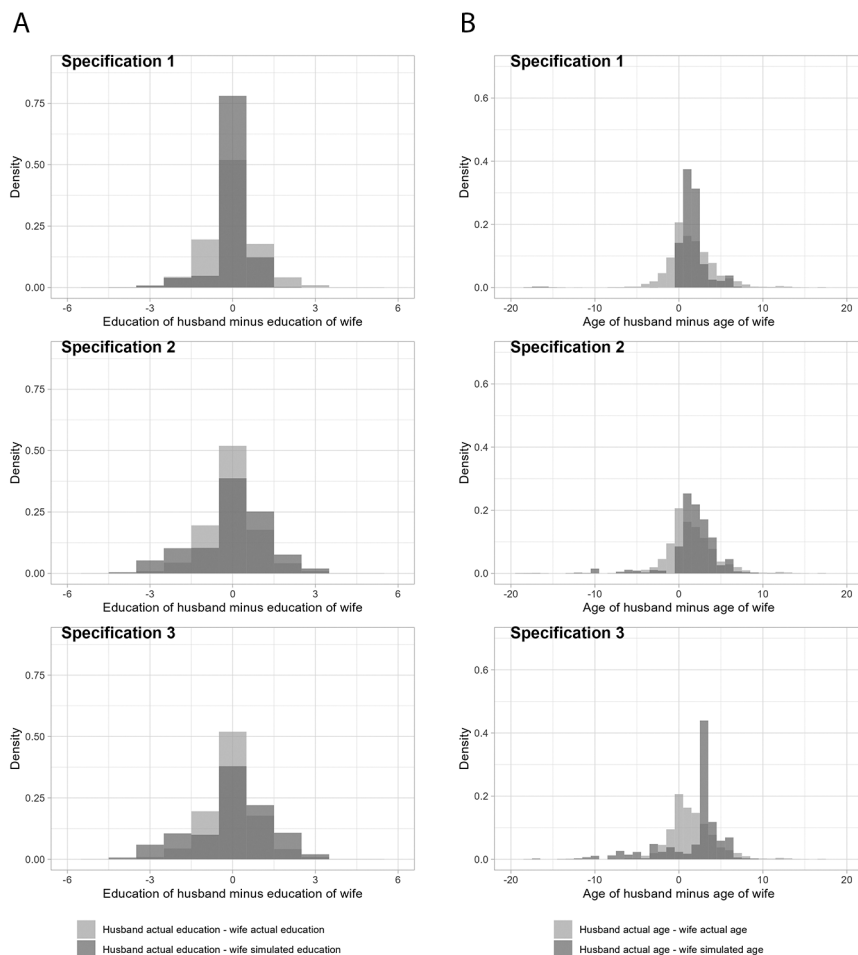 A
B
Specification 1
Density
0.75
0.50
0.25
0.00
-6
-3
0
3
6
Education of husband minus education of wife
Specification 1
Density
0.6
0.4
0.2
0.0
-20
-10
0
10
20
Age of husband minus age of wife
Specification 2
Density
0.75
0.50
0.25
0.00
-6
-3
0
3
6
Education of husband minus education of wife
Specification 2
Density
0.6
0.4
0.2
0.0
-20
-10
0
10
20
Age of husband minus age of wife
Specification 3
Density
0.75
0.50
0.25
0.00
-6
-3
0
3
6
Education of husband minus education of wife
Specification 3
Density
0.6
0.4
0.2
0.0
-20
-10
0
10
20
Age of husband minus age of wife
Husband actual education - wife actual education
Husband actual education - wife simulated education
Husband actual age - wife actual age
Husband actual age - wife simulated age